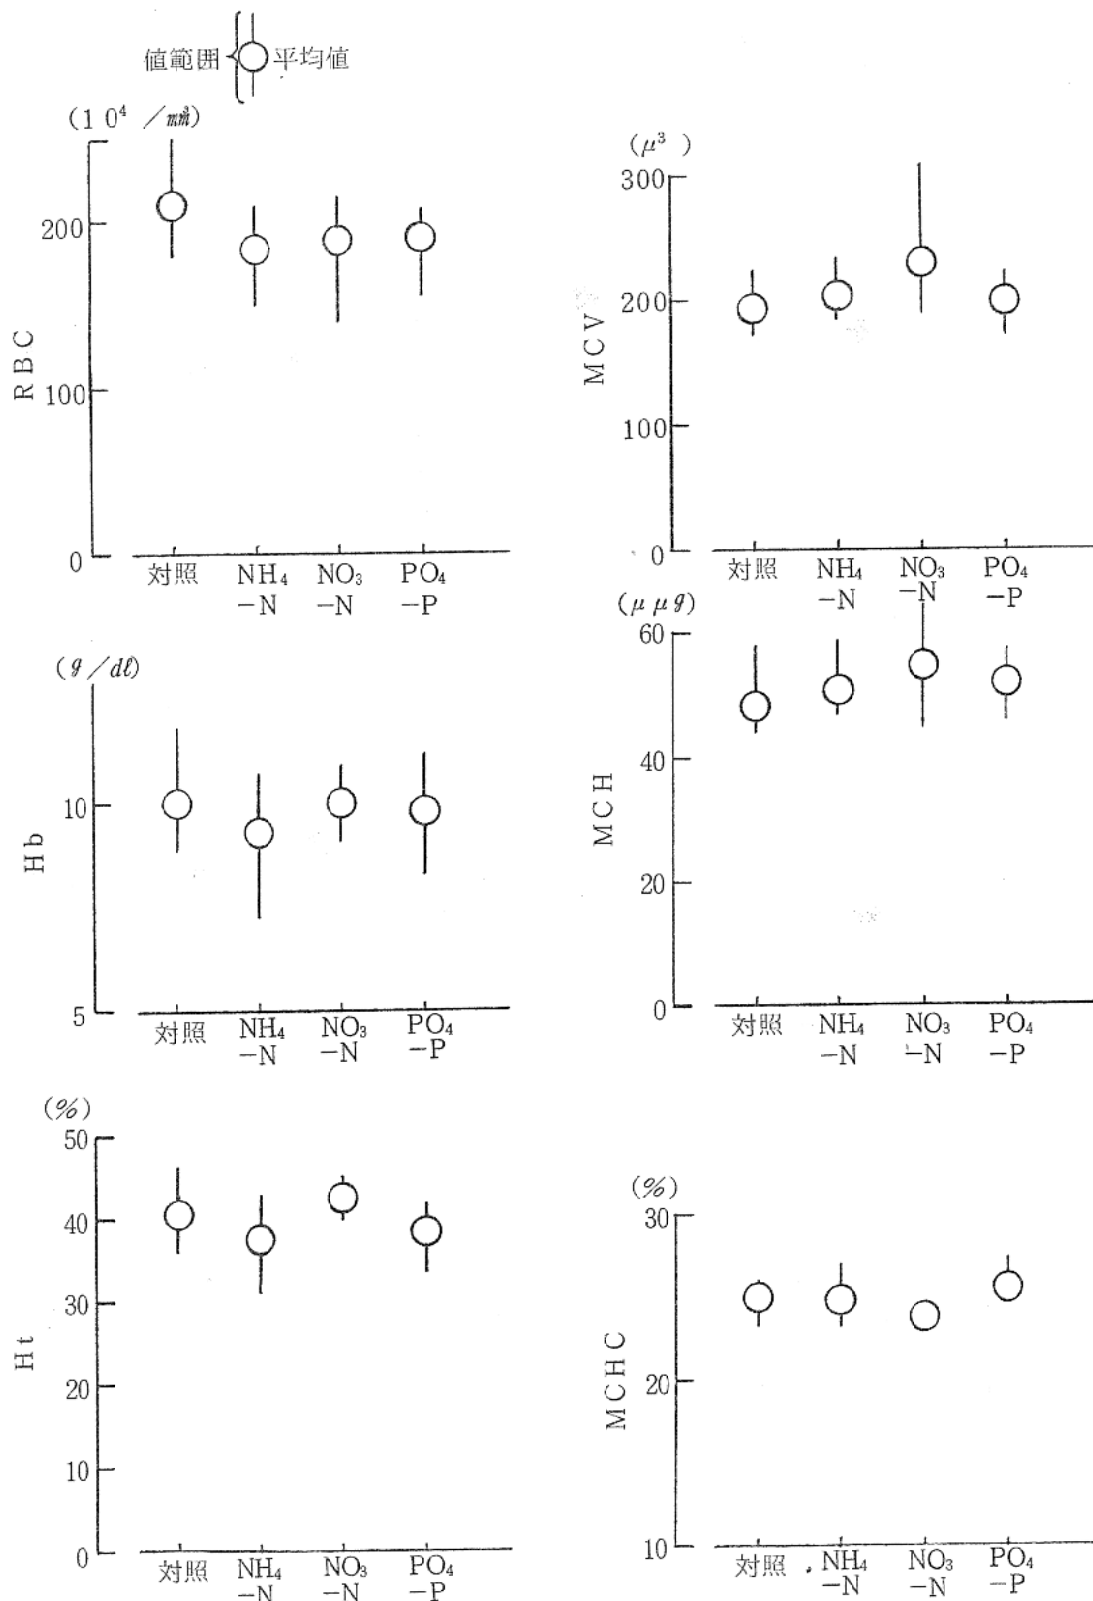 値範囲 平均値
(10⁴ /mm³)
200
100
0
RBC
対照 NH₄ NO₃ PO₄
-N -N -P
(μ³)
300
200
100
0
MCV
対照 NH₄ NO₃ PO₄
-N -N -P
(g/dℓ)
10
5
Hb
対照 NH₄ NO₃ PO₄
-N -N -P
(μμg)
60
40
20
0
MCH
対照 NH₄ NO₃ PO₄
-N -N -P
(%)
50
40
30
20
10
0
Ht
対照 NH₄ NO₃ PO₄
-N -N -P
(%)
30
20
10
MCHC
対照 NH₄ NO₃ PO₄
-N -N -P